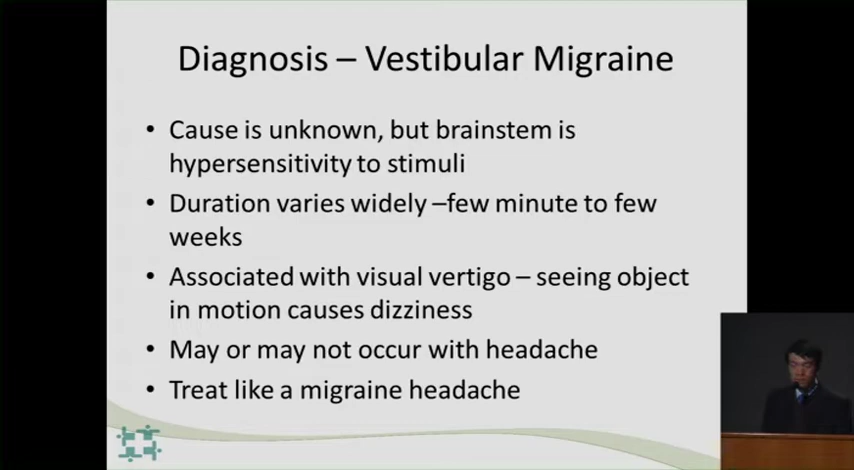 Diagnosis – Vestibular Migraine
• Cause is unknown, but brainstem is
hypersensitivity to stimuli
• Duration varies widely –few minute to few
weeks
• Associated with visual vertigo – seeing object
in motion causes dizziness
• May or may not occur with headache
• Treat like a migraine headache